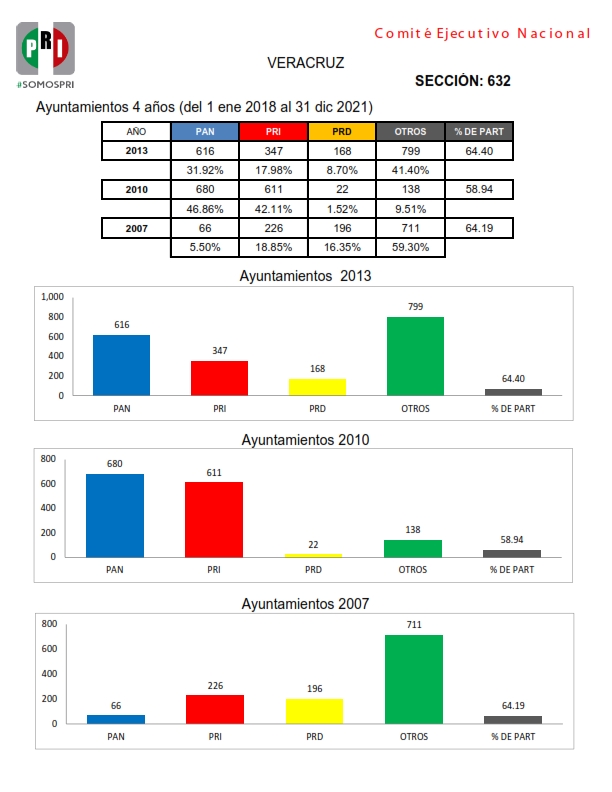 PRI
#SOMOSPRI
Comité Ejecutivo Nacional
VERACRUZ
SECCIÓN: 632
Ayuntamientos 4 años (del 1 ene 2018 al 31 dic 2021)
AÑO PAN PRI PRD OTROS % DE PART
2013 616 347 168 799 64.40
31.92% 17.98% 8.70% 41.40%
2010 680 611 22 138 58.94
46.86% 42.11% 1.52% 9.51%
2007 66 226 196 711 64.19
5.50% 18.85% 16.35% 59.30%
Ayuntamientos 2013
1,000
800
600
400
200
0
616 347 168 799 64.40
PAN PRI PRD OTROS % DE PART
Ayuntamientos 2010
800
600
400
200
0
680 611 22 138 58.94
PAN PRI PRD OTROS % DE PART
Ayuntamientos 2007
800
600
400
200
0
66 226 196 711 64.19
PAN PRI PRD OTROS % DE PART